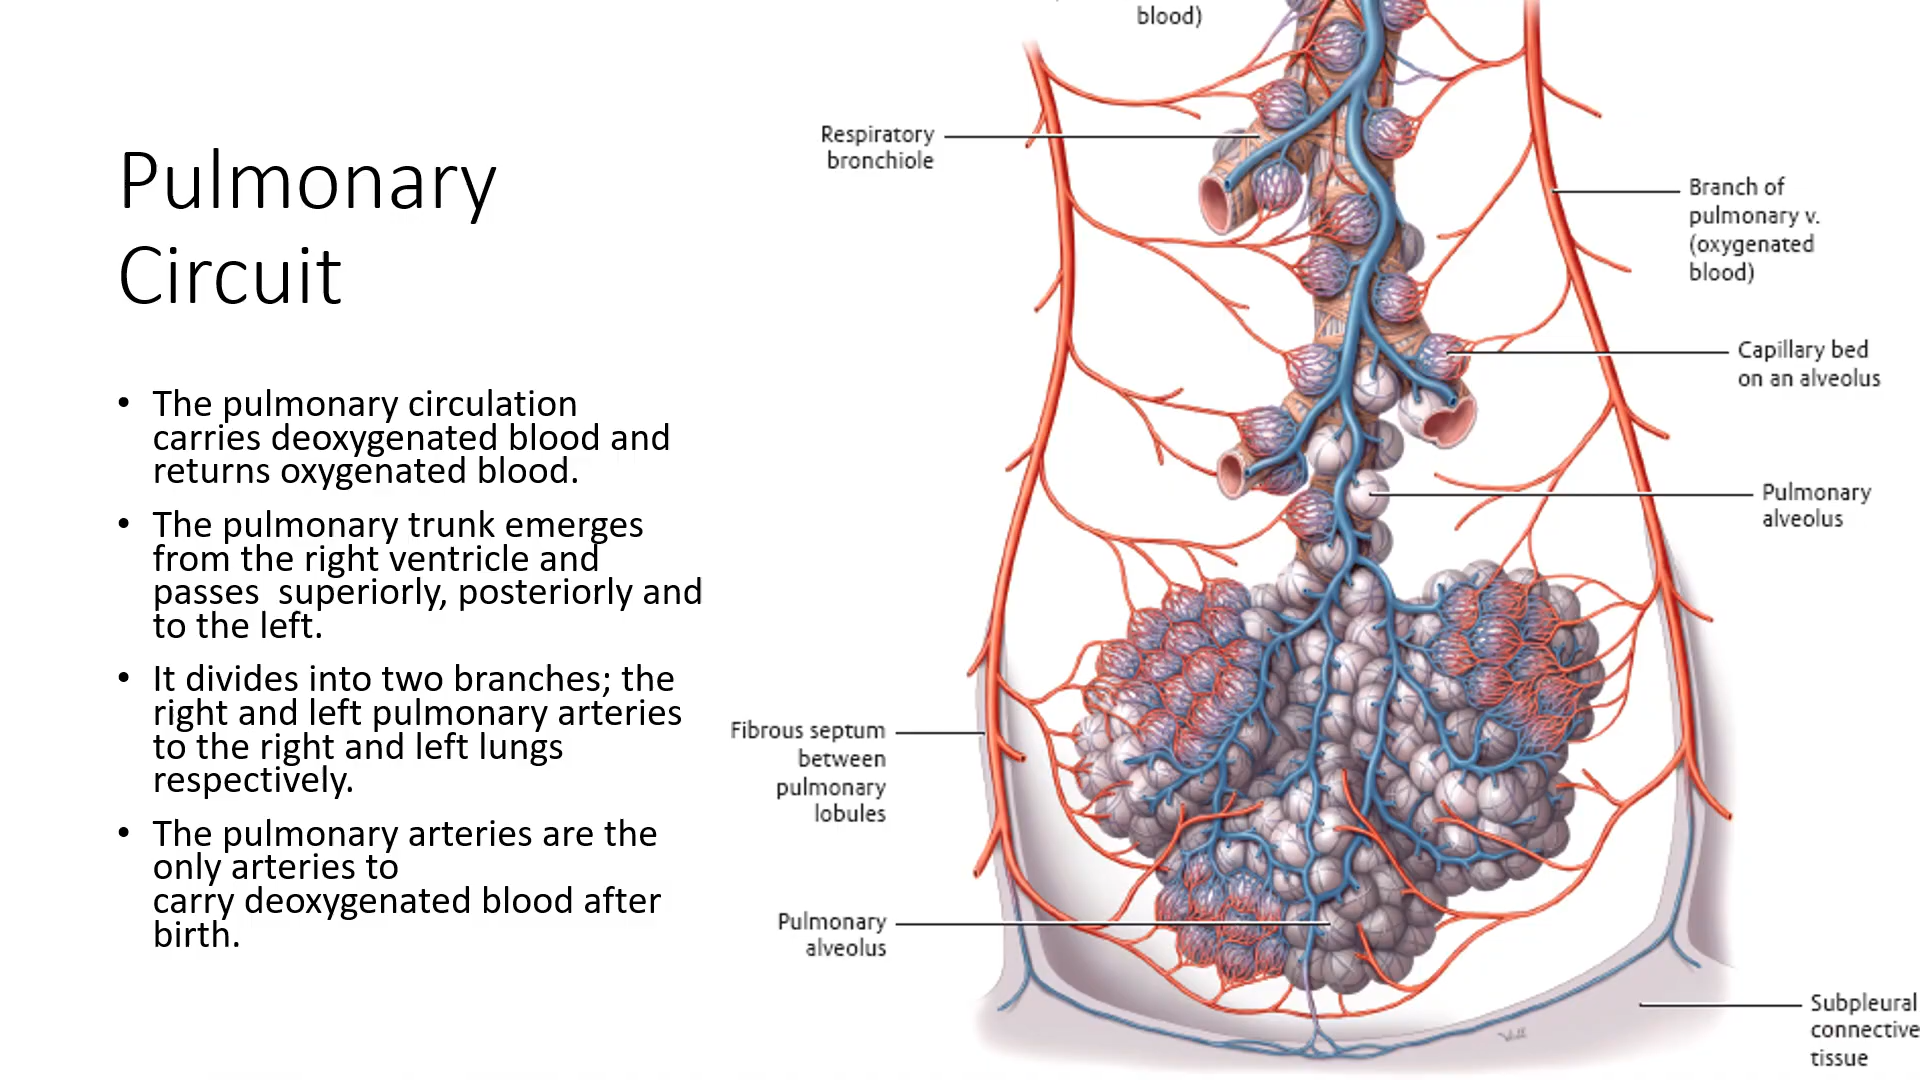 Pulmonary
Circuit
• The pulmonary circulation
carries deoxygenated blood and
returns oxygenated blood.
• The pulmonary trunk emerges
from the right ventricle and
passes  superiorly, posteriorly and
to the left.
• It divides into two branches; the
right and left pulmonary arteries
to the right and left lungs
respectively.
• The pulmonary arteries are the
only arteries to
carry deoxygenated blood after
birth.
blood)
Respiratory
bronchiole
Branch of
pulmonary v.
(oxygenated
blood)
Capillary bed
on an alveolus
Pulmonary
alveolus
Fibrous septum
between
pulmonary
lobules
Pulmonary
alveolus
Subpleural
connective
tissue